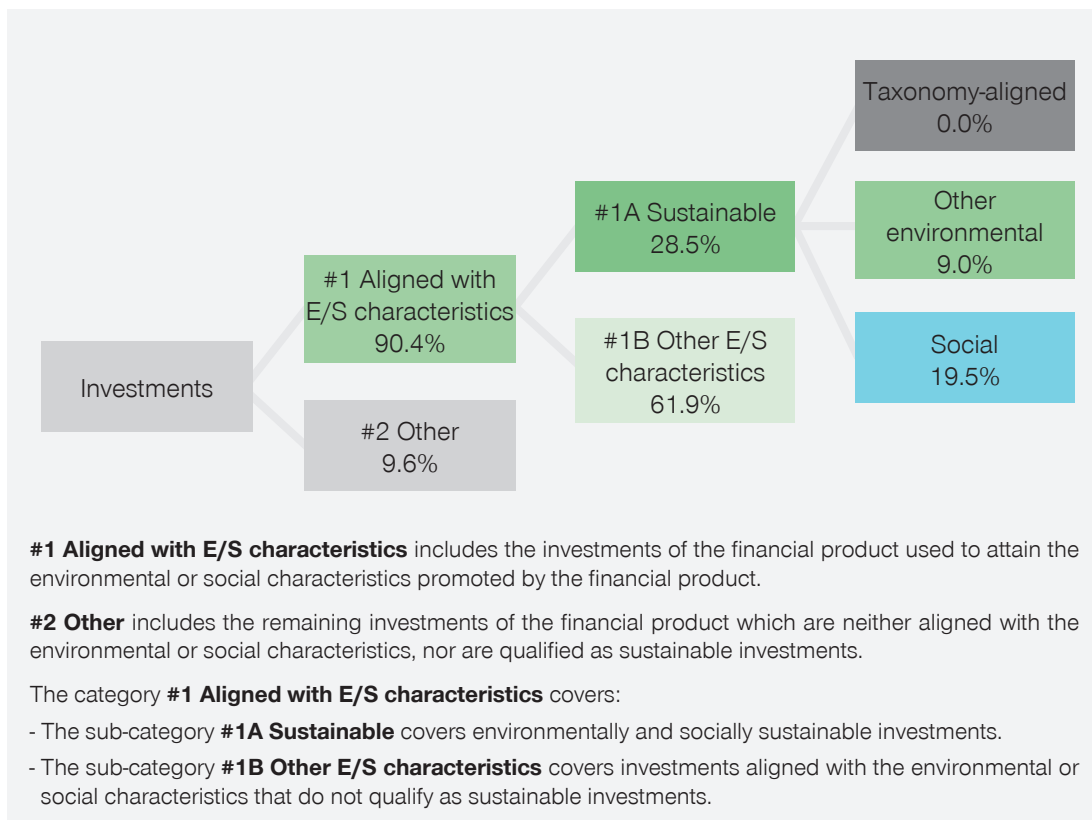 Taxonomy-aligned
0.0%
#1A Sustainable
28.5%
Other
environmental
9.0%
#1 Aligned with
E/S characteristics
90.4%
#1B Other E/S
characteristics
61.9%
Social
19.5%
Investments
#2 Other
9.6%
#1 Aligned with E/S characteristics includes the investments of the financial product used to attain the
environmental or social characteristics promoted by the financial product.
#2 Other includes the remaining investments of the financial product which are neither aligned with the
environmental or social characteristics, nor are qualified as sustainable investments.
The category #1 Aligned with E/S characteristics covers:
- The sub-category #1A Sustainable covers environmentally and socially sustainable investments.
- The sub-category #1B Other E/S characteristics covers investments aligned with the environmental or
social characteristics that do not qualify as sustainable investments.